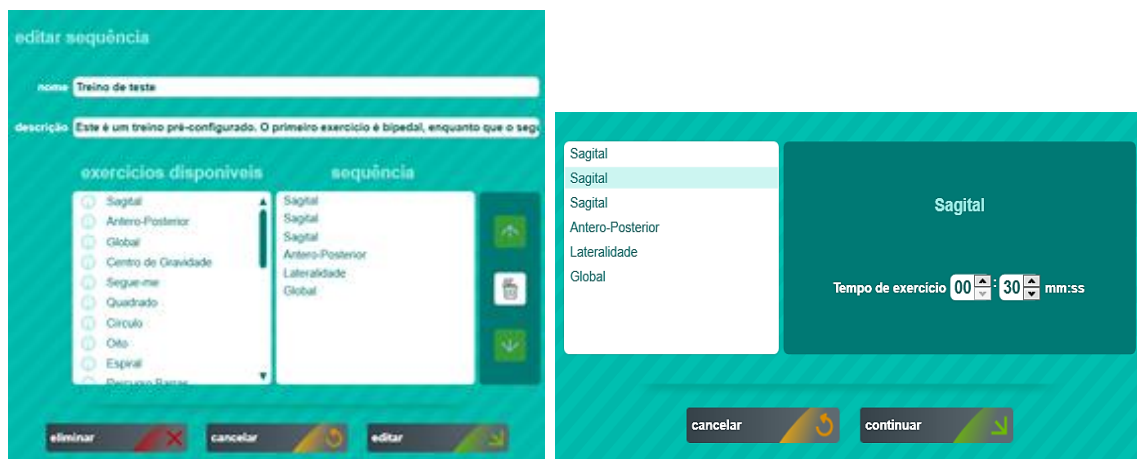 editar sequência
nome Treino de teste
descrição Este é um treino pré-configurado. O primeiro exercício é bipedal, enquanto que o segu
exercícios disponíveis
Sagital
Antero-Posterior
Global
Centro de Gravidade
Segue-me
Quadrado
Círculo
Oito
Espiral
Percurso Barras
sequência
Sagital
Sagital
Sagital
Antero-Posterior
Lateralidade
Global
eliminar
cancelar
editar
Sagital
Sagital
Sagital
Antero-Posterior
Lateralidade
Global
Sagital
Tempo de exercício 00 : 30 mm:ss
cancelar
continuar